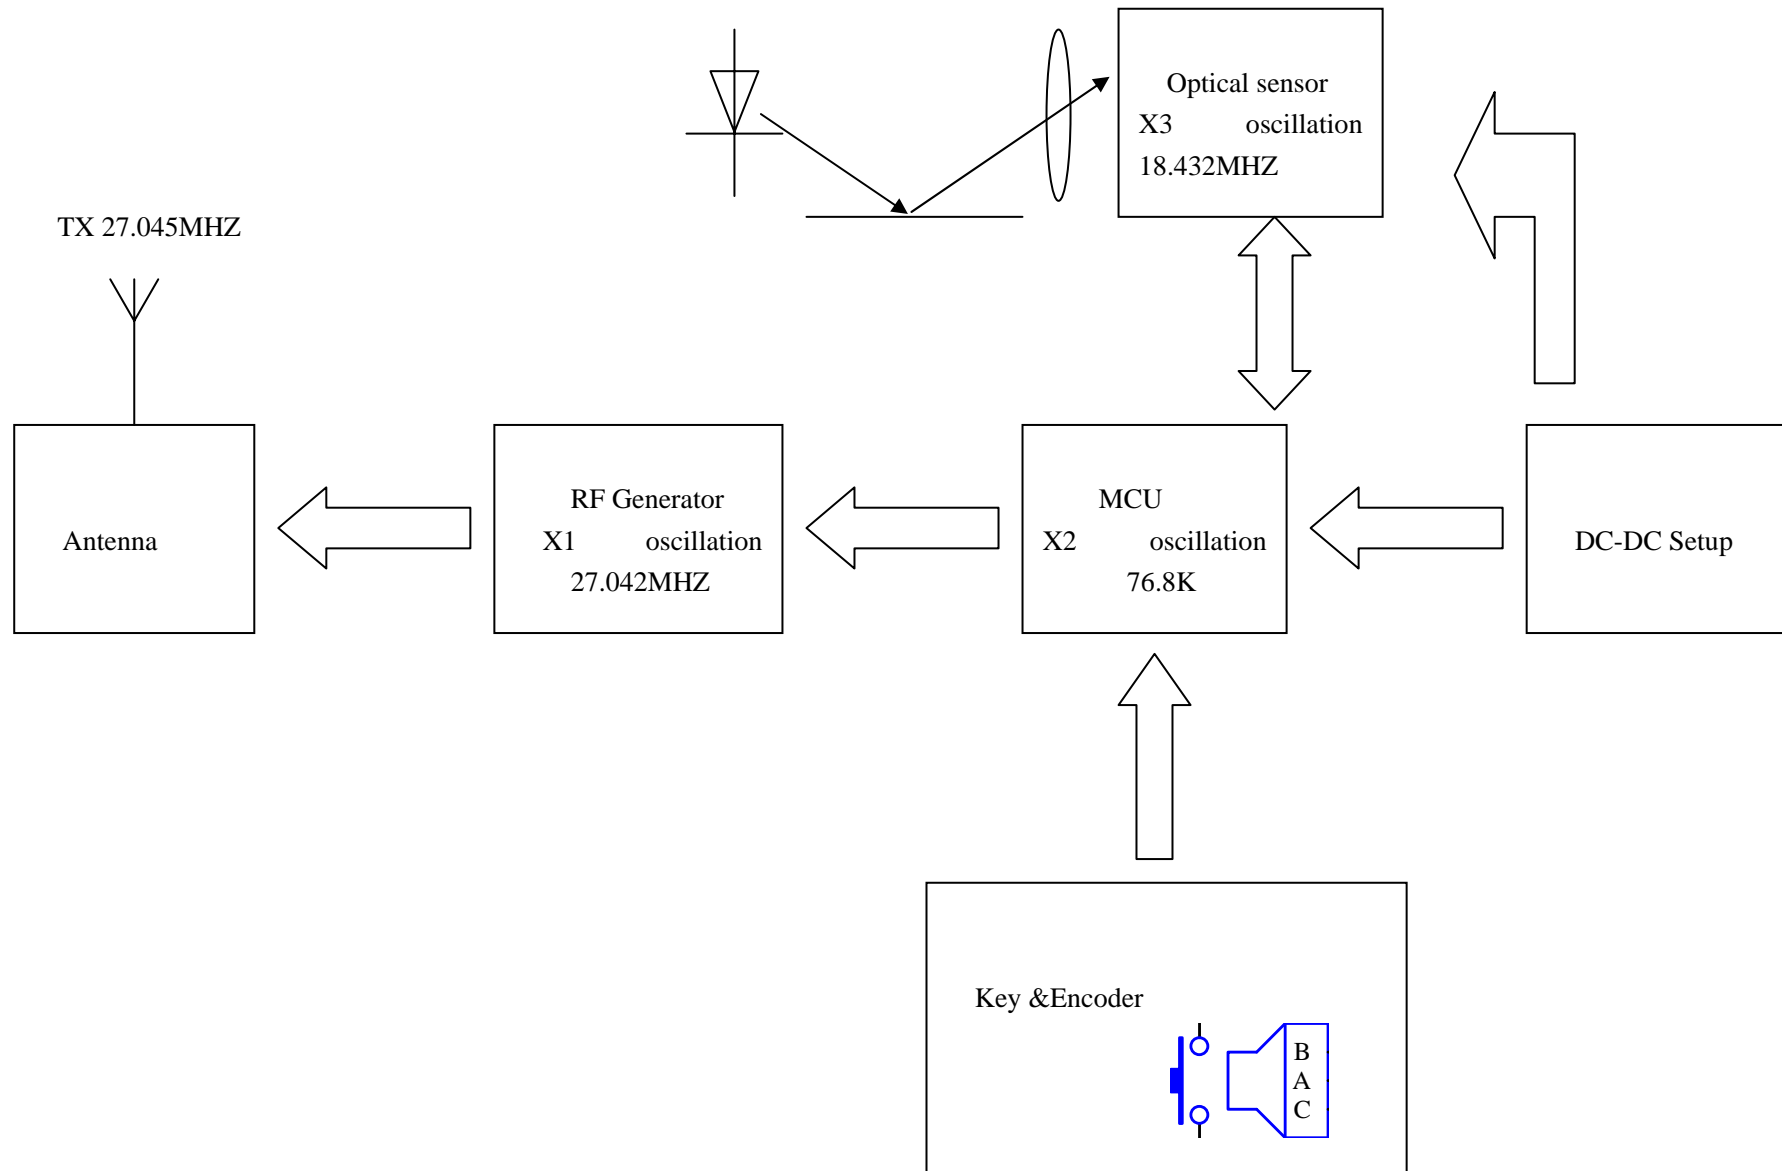 Optical sensor
X3 oscillation
18.432MHZ
TX 27.045MHZ
Antenna
RF Generator
X1 oscillation
27.042MHZ
MCU
X2 oscillation
76.8K
DC-DC Setup
Key &Encoder
B
A
C